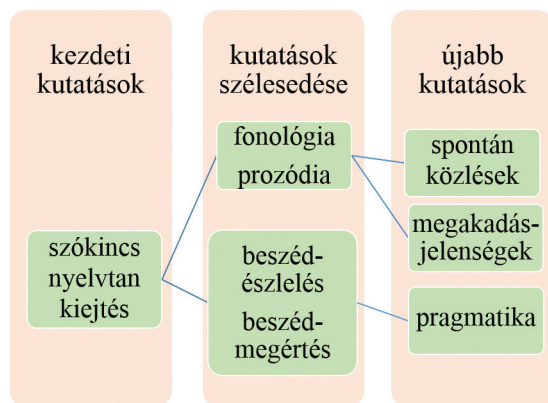 kezdeti
kutatások
szókincs
nyelvtan
kiejtés
kutatások
szélesedése
fonológia
prozódia
beszéd-
észlelés
beszéd-
megértés
újabb
kutatások
spontán
közlések
megakadás-
jelenségek
pragmatika